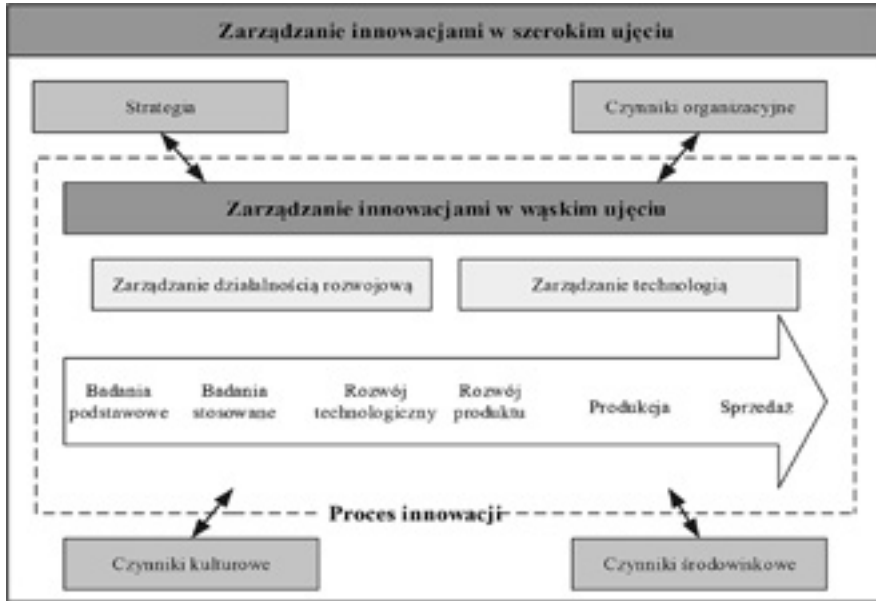 Zarządzanie innowacjami w szerokim ujęciu
Strategia
Czynniki organizacyjne
Zarządzanie innowacjami w wąskim ujęciu
Zarządzanie działalnością rozwojową
Zarządzanie technologią
Badania
podstawowe
Badania
stosowane
Rozwój
technologiczny
Rozwój
produktu
Produkcja
Sprzedaż
Proces innowacji
Czynniki kulturowe
Czynniki środowiskowe